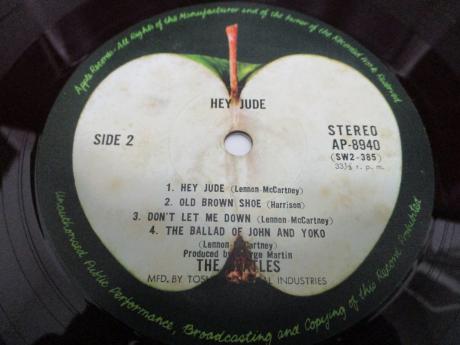 Apple Records. All Rights of the Manufacturer and of the Owner of the Recorded Work Reserved
HEY JUDE
SIDE 2
STEREO
AP-8940
(SW2-385)
33 1/3 r.p.m.
1. HEY JUDE (Lennon-McCartney)
2. OLD BROWN SHOE (Harrison)
3. DON'T LET ME DOWN (Lennon-McCartney)
4. THE BALLAD OF JOHN AND YOKO
(Lennon-McCartney)
Produced by George Martin
THE BEATLES
MFD. BY INDUSTRIES
Unauthorised Public Performance, Broadcasting and Copying of this Record Prohibited